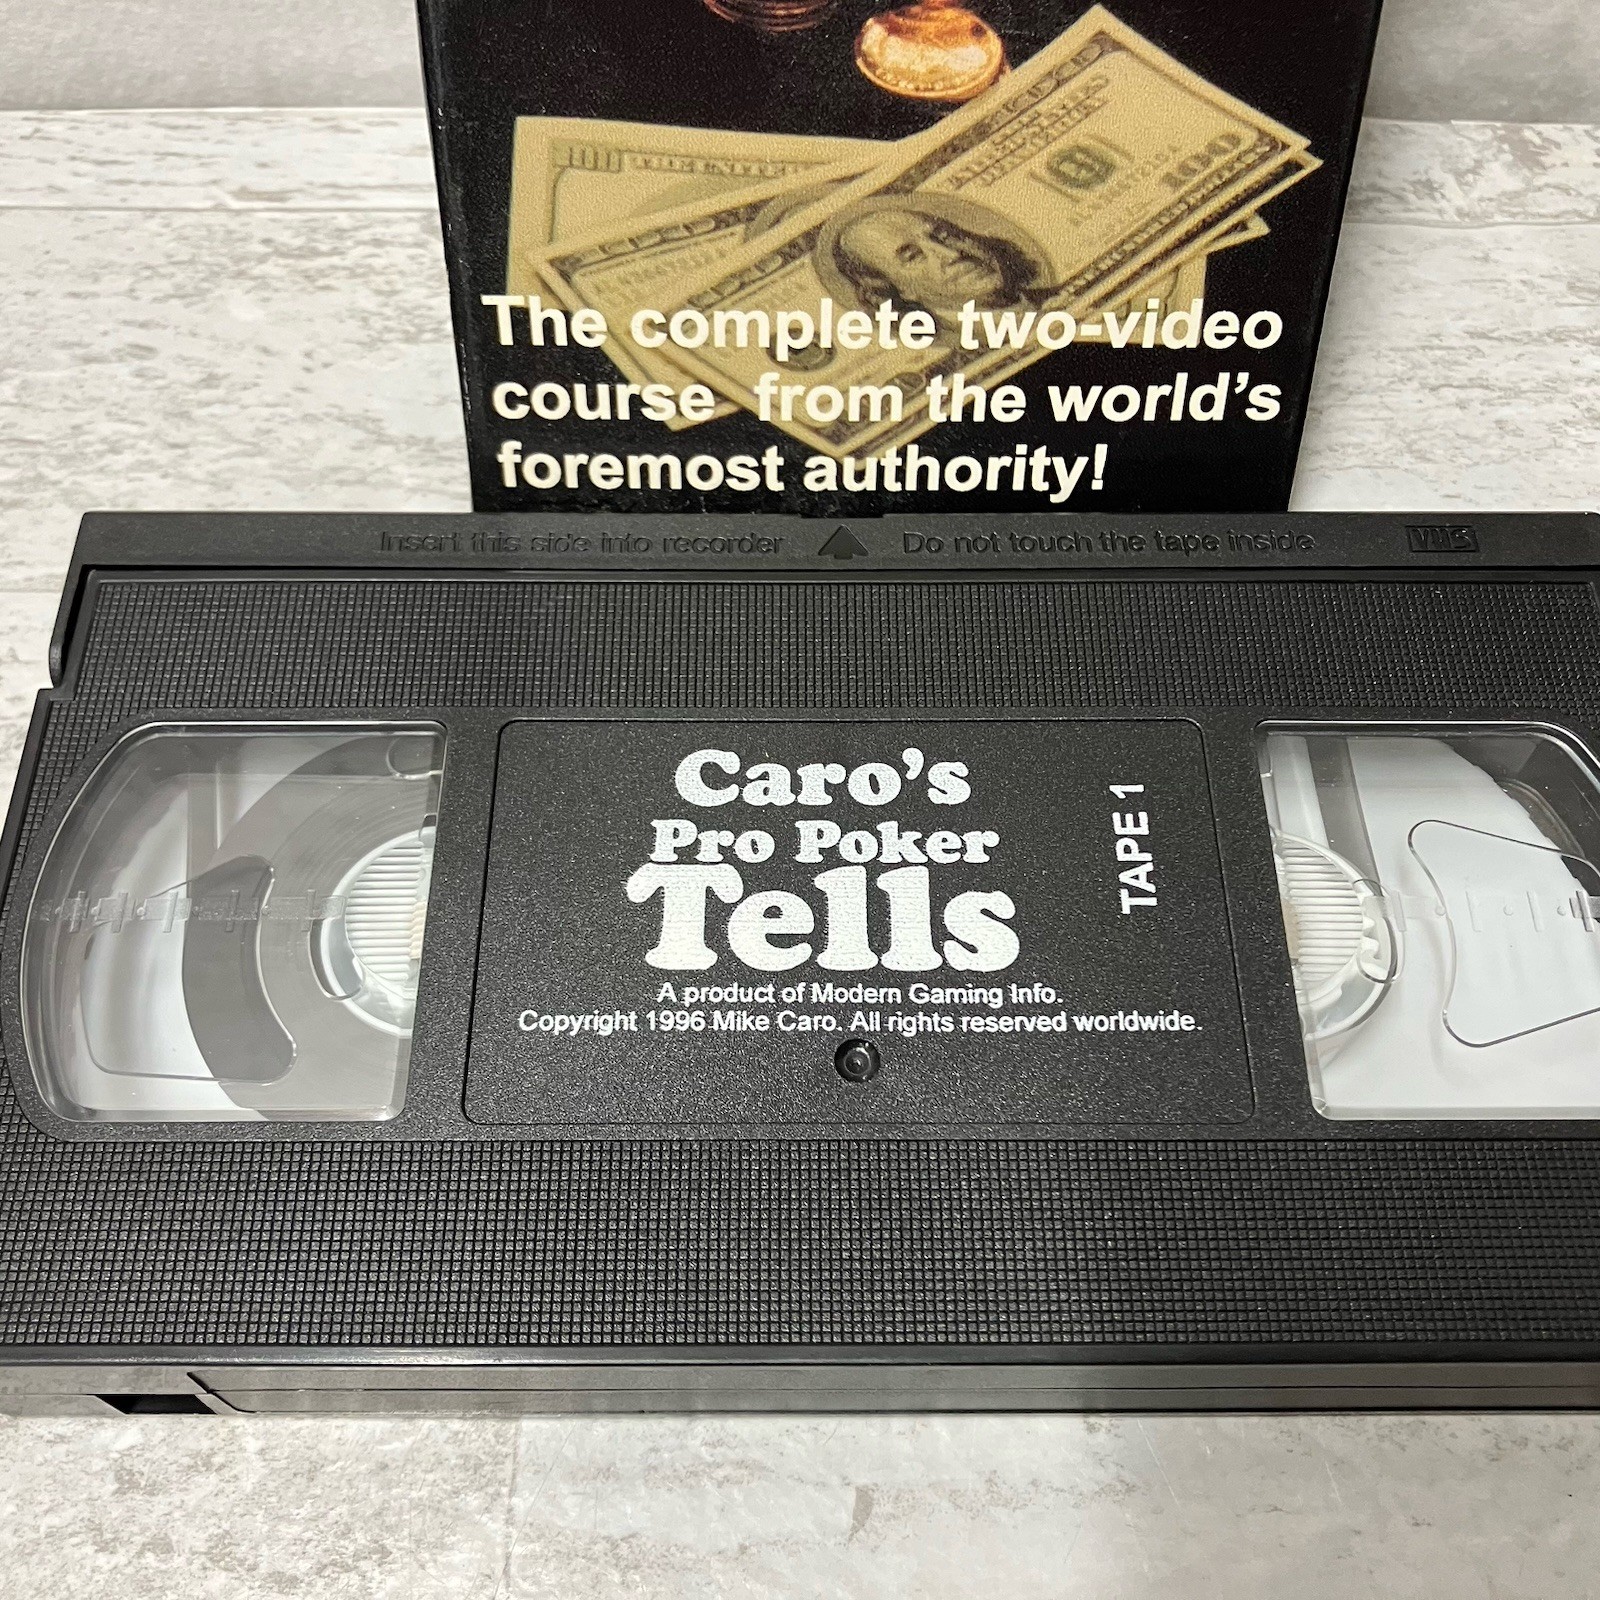 The complete two-video
course from the world's
foremost authority!
Insert this side into recorder Do not touch the tape inside VHS
Caro's
Pro Poker
Tells
TAPE 1
A product of Modern Gaming Info.
Copyright 1996 Mike Caro. All rights reserved worldwide.